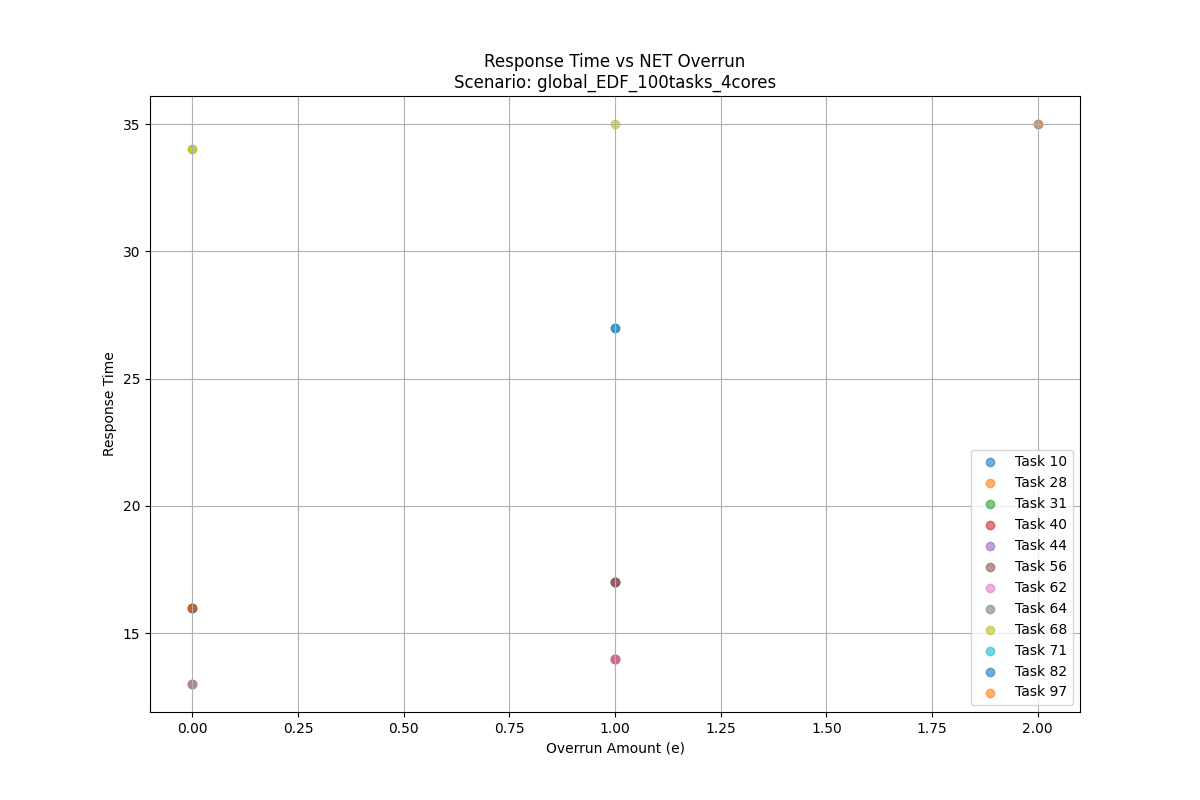 Response Time vs NET Overrun
Scenario: global_EDF_100tasks_4cores
35
30
25
20
15
Response Time
Task 10
Task 28
Task 31
Task 40
Task 44
Task 56
Task 62
Task 64
Task 68
Task 71
Task 82
Task 97
0.00 0.25 0.50 0.75 1.00 1.25 1.50 1.75 2.00
Overrun Amount (e)